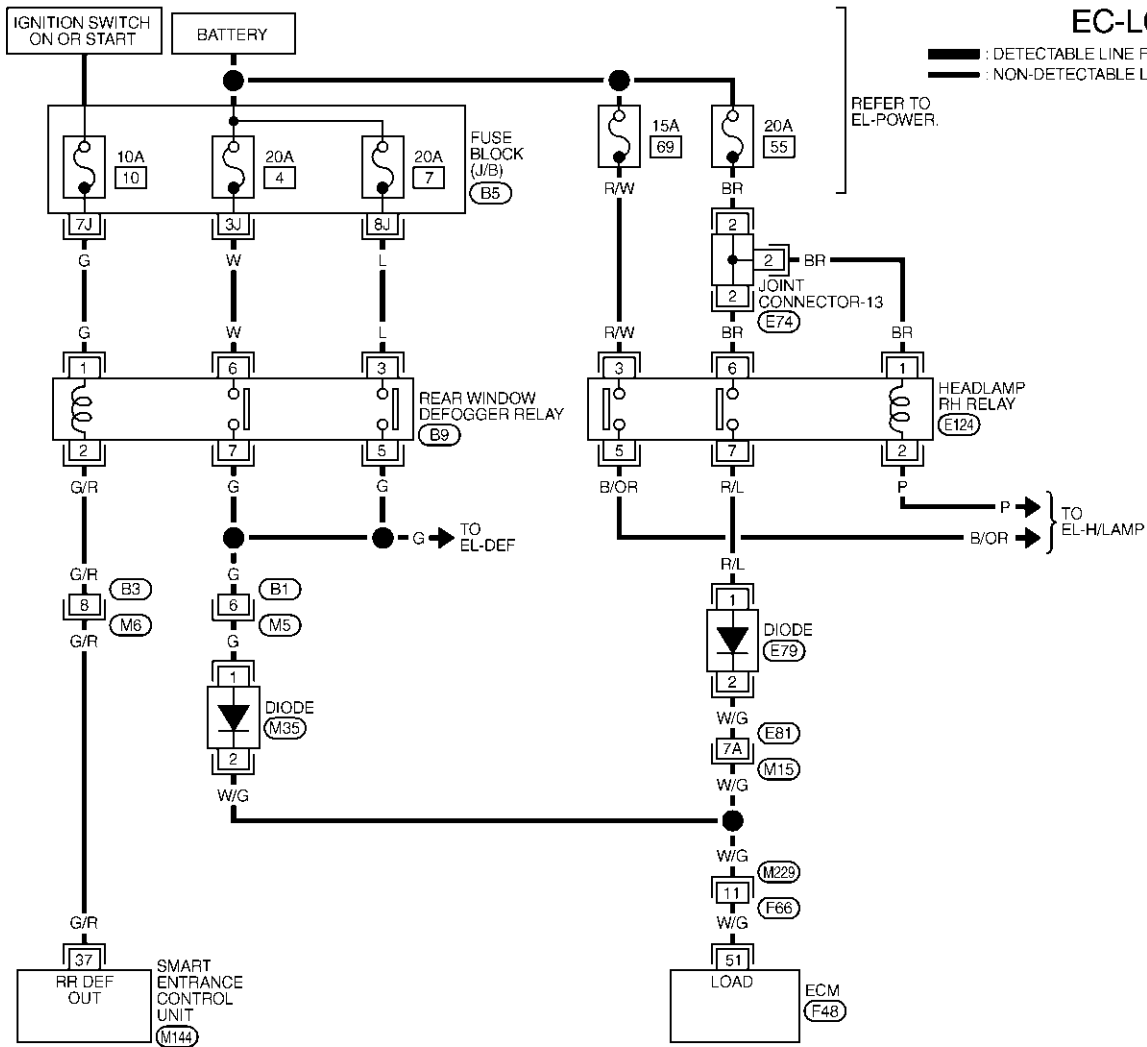 IGNITION SWITCH
ON OR START
BATTERY
EC-LO
: DETECTABLE LINE F
: NON-DETECTABLE L
REFER TO
EL-POWER.
10A
10
20A
4
20A
7
FUSE
BLOCK
(J/B)
B5
15A
69
20A
55
7J
3J
8J
R/W
BR
G
W
L
2
2
BR
2
JOINT
CONNECTOR-13
E74
G
W
L
R/W
BR
BR
1
6
3
REAR WINDOW
DEFOGGER RELAY
B9
3
6
1
HEADLAMP
RH RELAY
E124
2
7
5
5
7
2
G/R
G
G
B/OR
R/L
P
P
TO
EL-H/LAMP
B/OR
G
TO
EL-DEF
G/R
G
R/L
8
B3
M6
6
B1
M5
G/R
G
1
DIODE
M35
2
W/G
1
DIODE
E79
2
W/G
7A
E81
M15
W/G
W/G
11
M229
F66
W/G
G/R
37
RR DEF
OUT
SMART
ENTRANCE
CONTROL
UNIT
M144
51
LOAD
ECM
F48